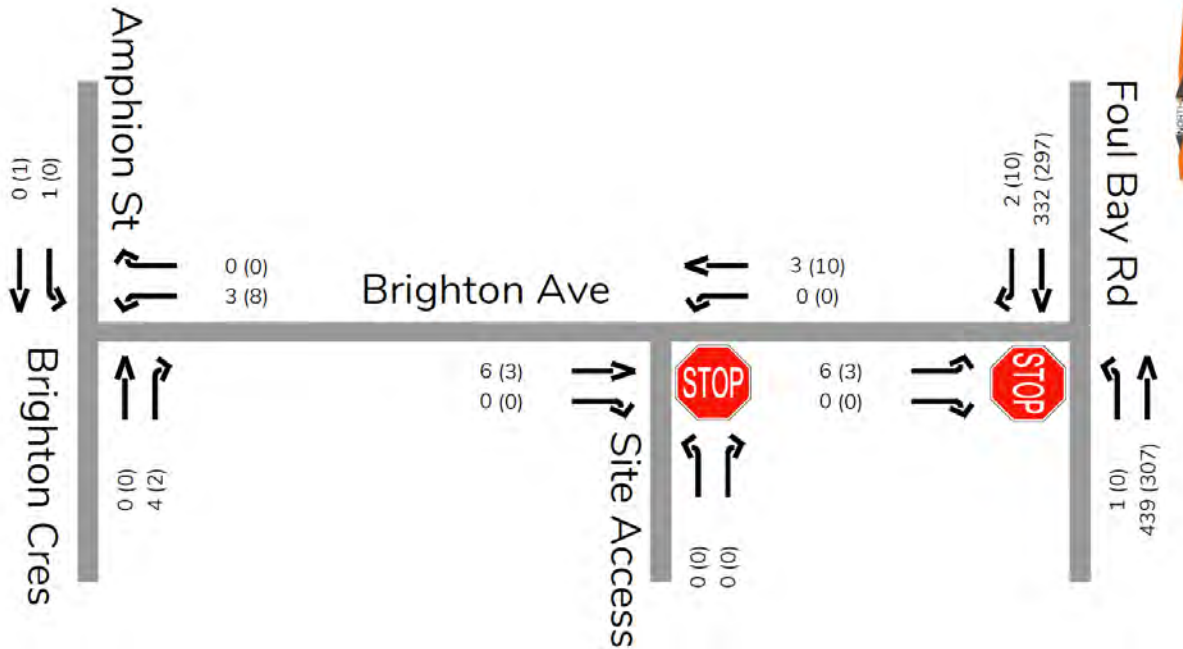 Amphion St
Foul Bay Rd
NORTH
0 (1)
1 (0)
2 (10)
332 (297)
0 (0)
3 (8)
Brighton Ave
3 (10)
0 (0)
Brighton Cres
6 (3)
0 (0)
STOP
6 (3)
0 (0)
STOP
Site Access
0 (0)
4 (2)
0 (0)
0 (0)
1 (0)
439 (307)